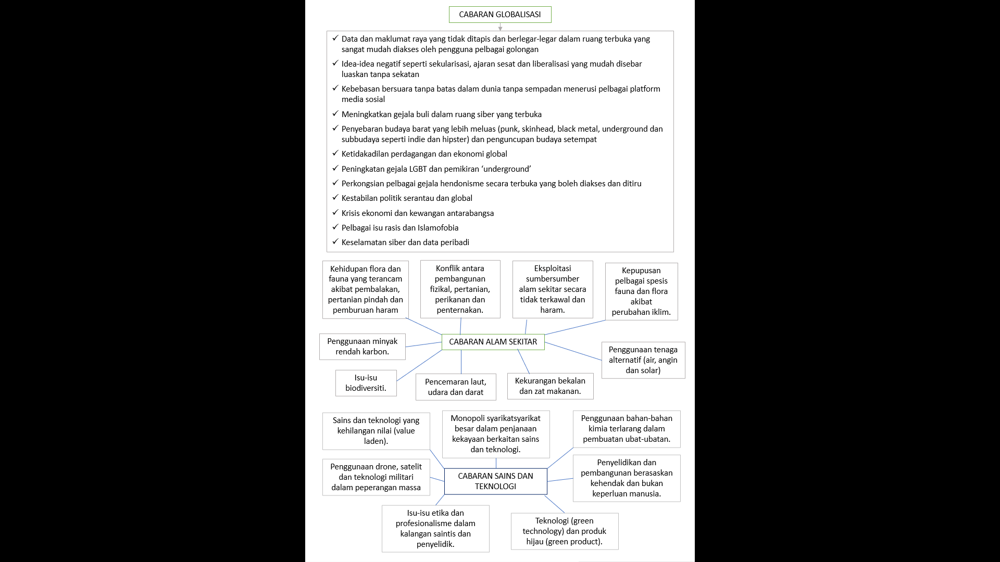 CABARAN GLOBALISASI
✓ Data dan maklumat raya yang tidak ditapis dan berlegar-legar dalam ruang terbuka yang
sangat mudah diakses oleh pengguna pelbagai golongan
✓ Idea-idea negatif seperti sekularisasi, ajaran sesat dan liberalisasi yang mudah disebar
luaskan tanpa sekatan
✓ Kebebasan bersuara tanpa batas dalam dunia tanpa sempadan menerusi pelbagai platform
media sosial
✓ Meningkatkan gejala buli dalam ruang siber yang terbuka
✓ Penyebaran budaya barat yang lebih meluas (punk, skinhead, black metal, underground dan
subbudaya seperti indie dan hipster) dan penguncupan budaya setempat
✓ Ketidakadilan perdagangan dan ekonomi global
✓ Peningkatan gejala LGBT dan pemikiran ‘underground’
✓ Perkongsian pelbagai gejala hendonisme secara terbuka yang boleh diakses dan ditiru
✓ Kestabilan politik serantau dan global
✓ Krisis ekonomi dan kewangan antarabangsa
✓ Pelbagai isu rasis dan Islamofobia
✓ Keselamatan siber dan data peribadi
Kehidupan flora dan
fauna yang terancam
akibat pembalakan,
pertanian pindah dan
pemburuan haram
Konflik antara
pembangunan
fizikal, pertanian,
perikanan dan
penternakan.
Eksploitasi
sumbersumber
alam sekitar secara
tidak terkawal dan
haram.
Kepupusan
pelbagai spesis
fauna dan flora
akibat
perubahan iklim.
CABARAN ALAM SEKITAR
Penggunaan minyak
rendah karbon.
Penggunaan tenaga
alternatif (air, angin
dan solar)
Isu-isu
biodiversiti.
Pencemaran laut,
udara dan darat
Kekurangan bekalan
dan zat makanan.
Sains dan teknologi yang
kehilangan nilai (value
laden).
Monopoli syarikatsyarikat
besar dalam penjanaan
kekayaan berkaitan sains
dan teknologi.
Penggunaan bahan-bahan
kimia terlarang dalam
pembuatan ubat-ubatan.
Penggunaan drone, satelit
dan teknologi militari
dalam peperangan massa
CABARAN SAINS DAN
TEKNOLOGI
Penyelidikan dan
pembangunan berasaskan
kehendak dan bukan
keperluan manusia.
Isu-isu etika dan
profesionalisme dalam
kalangan saintis dan
penyelidik.
Teknologi (green
technology) dan produk
hijau (green product).